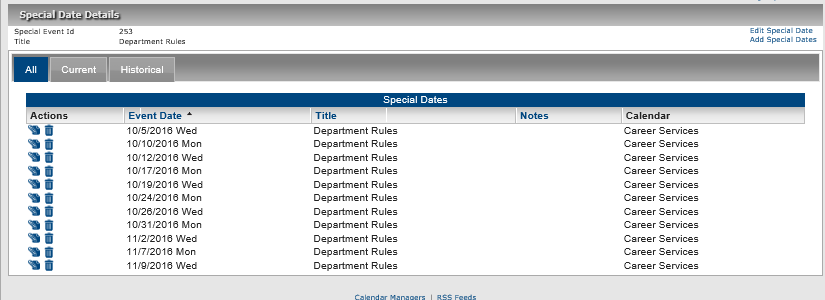 Special Date Details
Special Event Id 253 Edit Special Date
Title Department Rules Add Special Dates
All Current Historical
Special Dates
Actions Event Date Title Notes Calendar
10/5/2016 Wed Department Rules Career Services
10/10/2016 Mon Department Rules Career Services
10/12/2016 Wed Department Rules Career Services
10/17/2016 Mon Department Rules Career Services
10/19/2016 Wed Department Rules Career Services
10/24/2016 Mon Department Rules Career Services
10/26/2016 Wed Department Rules Career Services
10/31/2016 Mon Department Rules Career Services
11/2/2016 Wed Department Rules Career Services
11/7/2016 Mon Department Rules Career Services
11/9/2016 Wed Department Rules Career Services
Calendar Managers | RSS Feeds